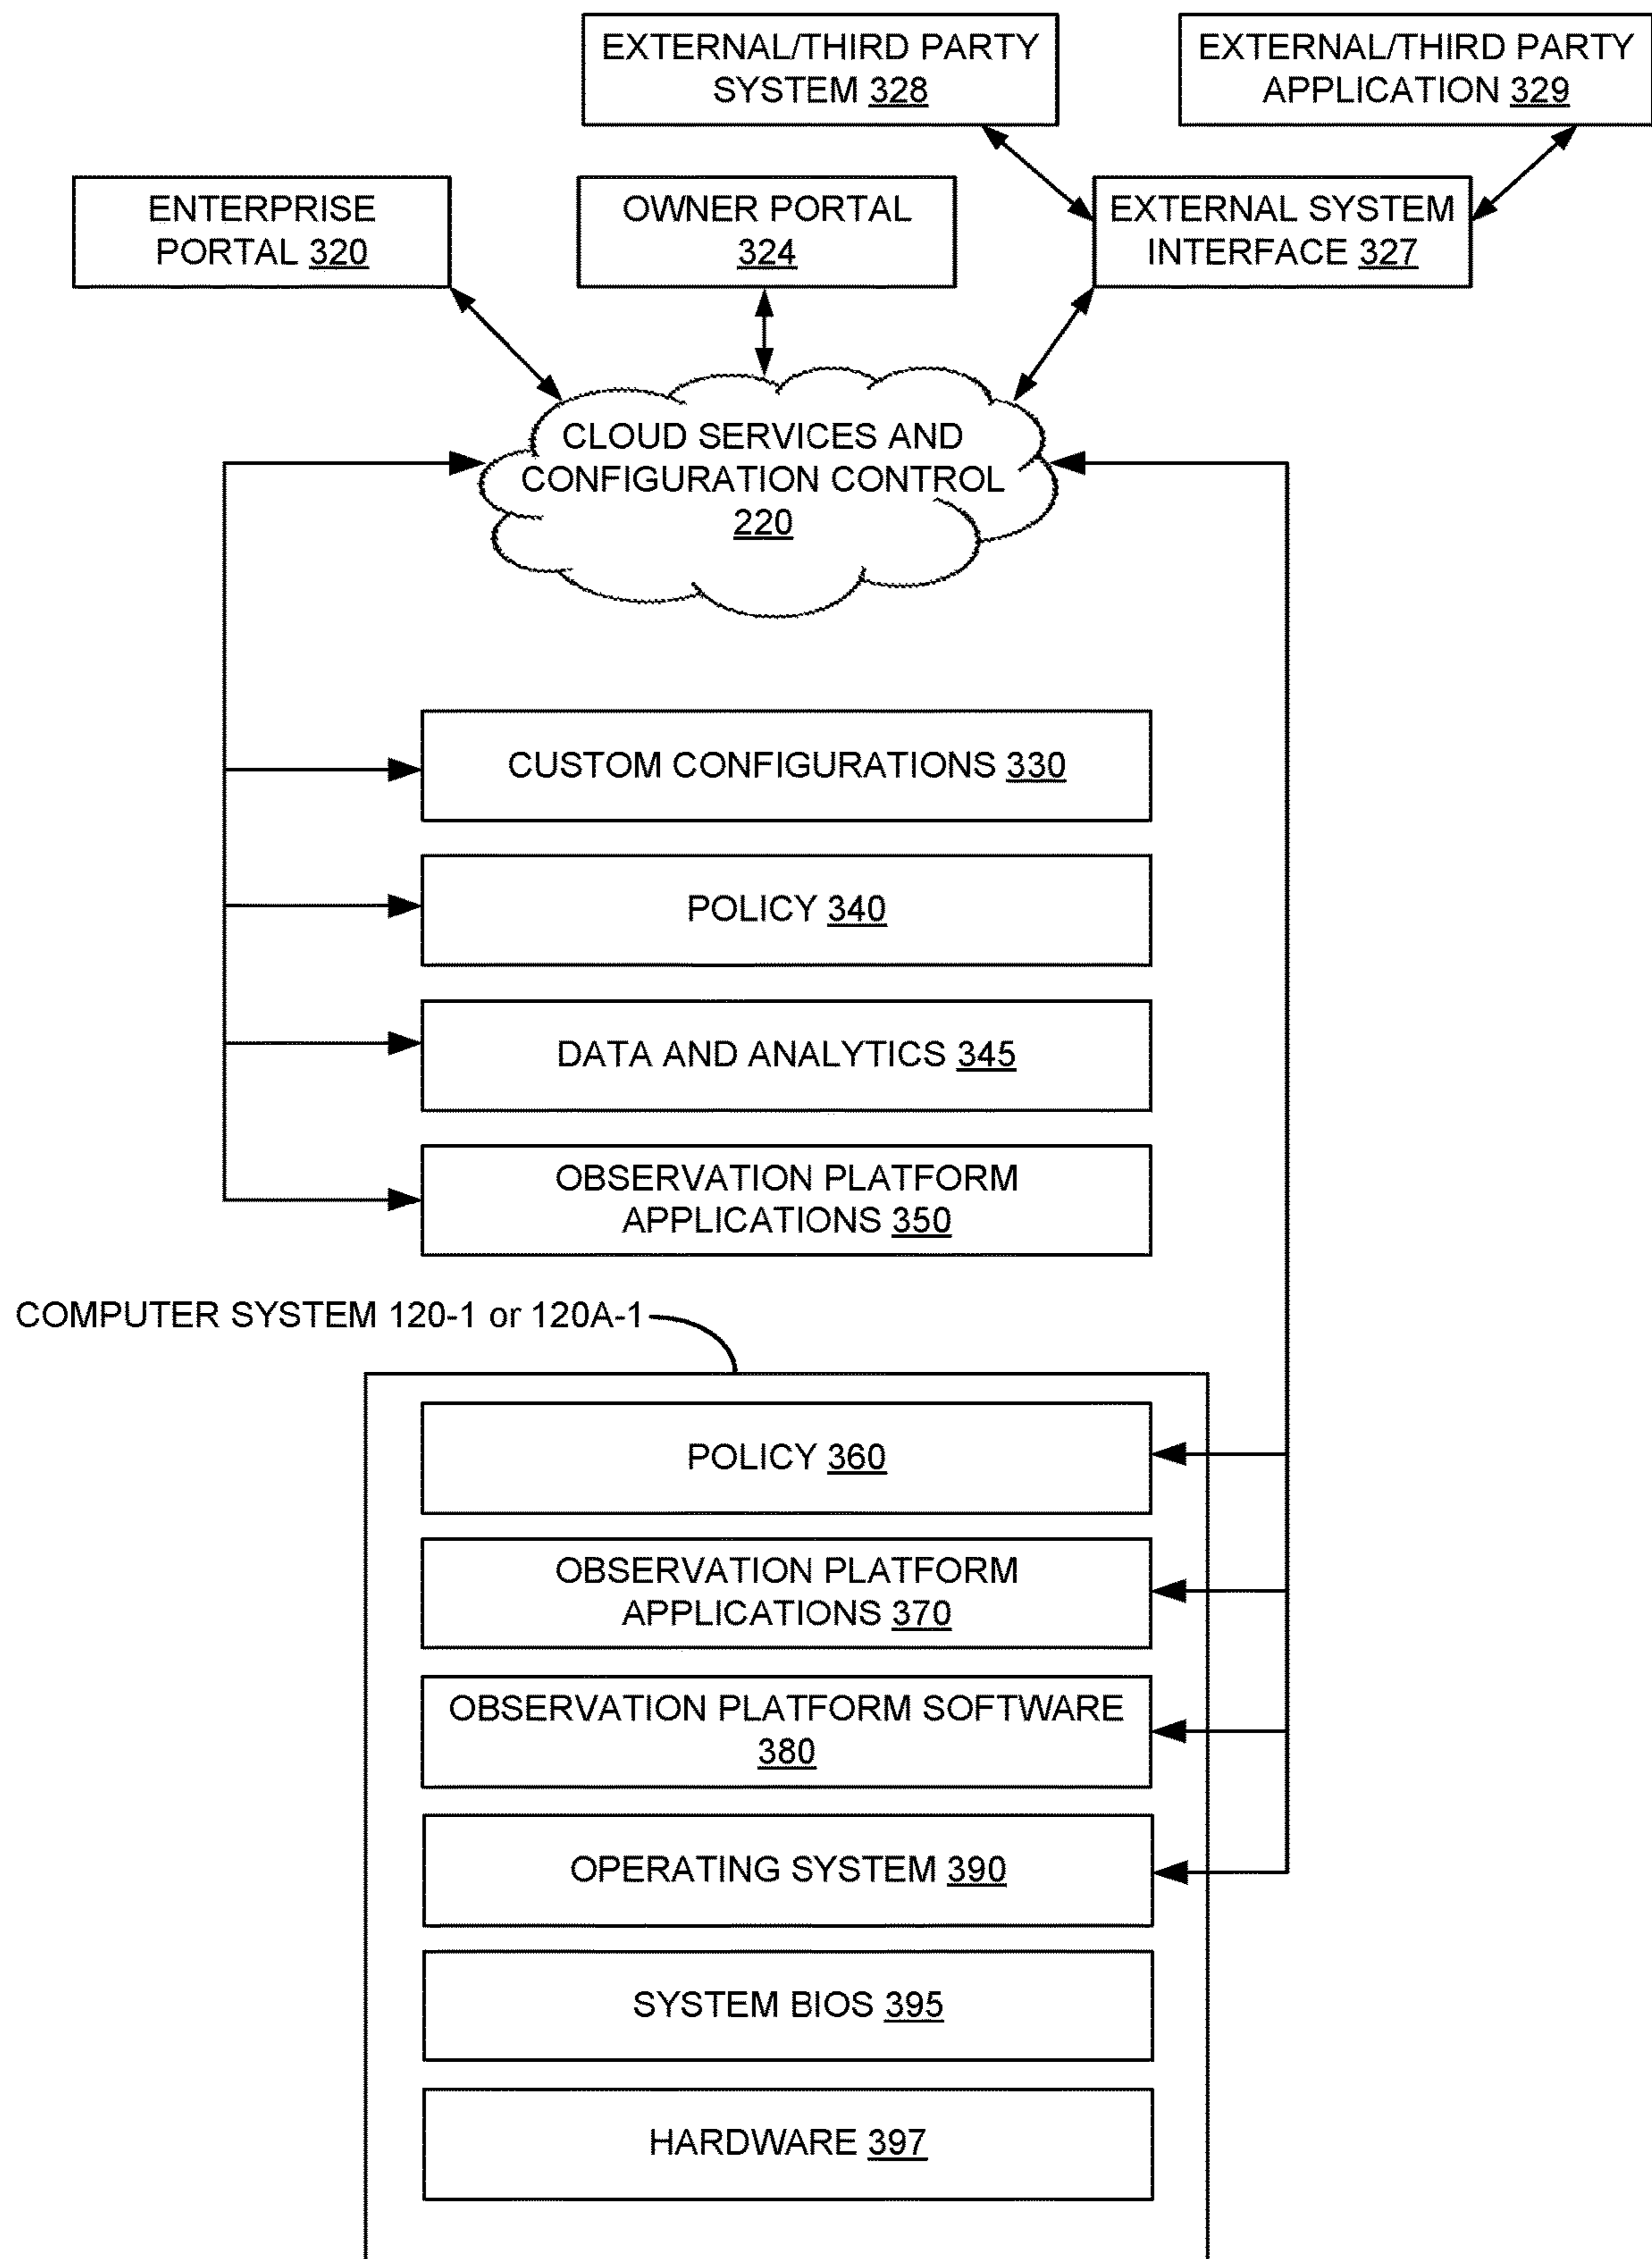 EXTERNAL/THIRD PARTY
SYSTEM 328
EXTERNAL/THIRD PARTY
APPLICATION 329
ENTERPRISE
PORTAL 320
OWNER PORTAL
324
EXTERNAL SYSTEM
INTERFACE 327
CLOUD SERVICES AND
CONFIGURATION CONTROL
220
CUSTOM CONFIGURATIONS 330
POLICY 340
DATA AND ANALYTICS 345
OBSERVATION PLATFORM
APPLICATIONS 350
COMPUTER SYSTEM 120-1 or 120A-1
POLICY 360
OBSERVATION PLATFORM
APPLICATIONS 370
OBSERVATION PLATFORM SOFTWARE
380
OPERATING SYSTEM 390
SYSTEM BIOS 395
HARDWARE 397